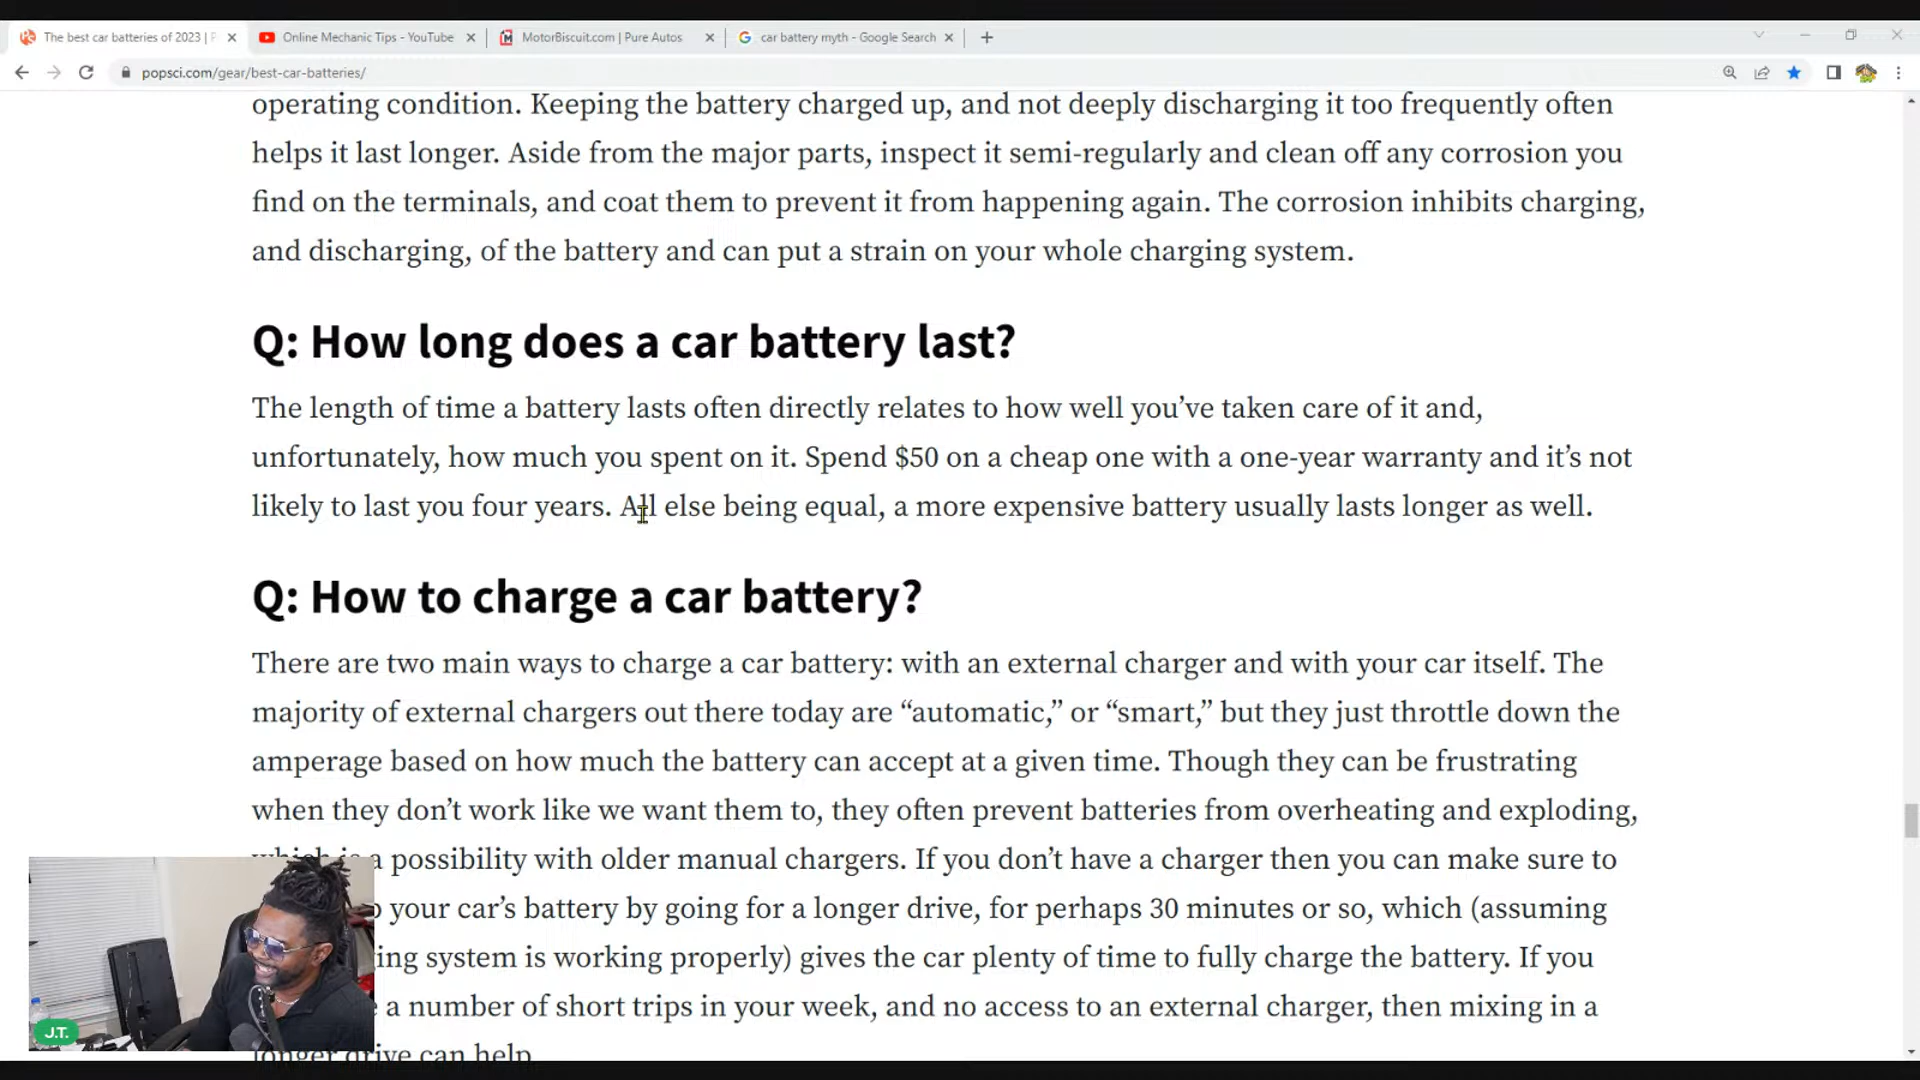 The best car batteries of 2023 | P
Online Mechanic Tips - YouTube
MotorBiscuit.com | Pure Autos
car battery myth - Google Search
popsci.com/gear/best-car-batteries/
operating condition. Keeping the battery charged up, and not deeply discharging it too frequently often
helps it last longer. Aside from the major parts, inspect it semi-regularly and clean off any corrosion you
find on the terminals, and coat them to prevent it from happening again. The corrosion inhibits charging,
and discharging, of the battery and can put a strain on your whole charging system.
Q: How long does a car battery last?
The length of time a battery lasts often directly relates to how well you’ve taken care of it and,
unfortunately, how much you spent on it. Spend $50 on a cheap one with a one-year warranty and it’s not
likely to last you four years. All else being equal, a more expensive battery usually lasts longer as well.
Q: How to charge a car battery?
There are two main ways to charge a car battery: with an external charger and with your car itself. The
majority of external chargers out there today are “automatic,” or “smart,” but they just throttle down the
amperage based on how much the battery can accept at a given time. Though they can be frustrating
when they don’t work like we want them to, they often prevent batteries from overheating and exploding,
which is a possibility with older manual chargers. If you don’t have a charger then you can make sure to
your car’s battery by going for a longer drive, for perhaps 30 minutes or so, which (assuming
ing system is working properly) gives the car plenty of time to fully charge the battery. If you
a number of short trips in your week, and no access to an external charger, then mixing in a
longer drive can help.
J.T.